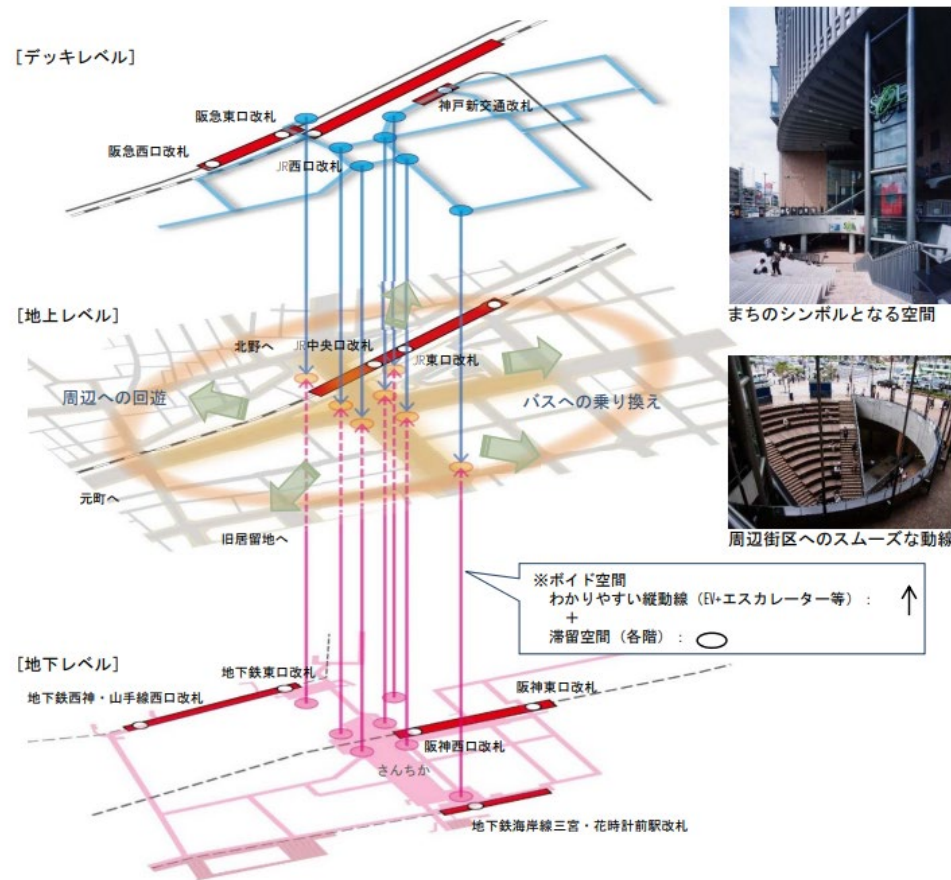 [デッキレベル]
阪急東口改札
神戸新交通改札
阪急西口改札
JR西口改札
まちのシンボルとなる空間
[地上レベル]
北野へ
JR中央口改札
JR東口改札
周辺への回遊
バスへの乗り換え
元町へ
旧居留地へ
周辺街区へのスムーズな動線
※ボイド空間
わかりやすい縦動線(EV+エスカレーター等):
+
滞留空間(各階):
[地下レベル]
地下鉄東口改札
地下鉄西神・山手線西口改札
阪神東口改札
阪神西口改札
さんちか
地下鉄海岸線三宮・花時計前駅改札